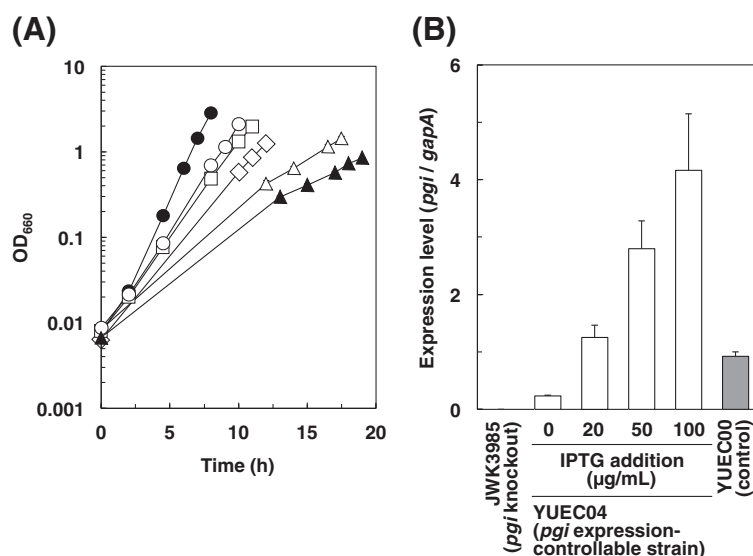 (A)
10
1
0.1
0.01
0.001
OD660
0 5 10 15 20
Time (h)
(B)
6
4
2
0
Expression level (pgi / gapA)
JWK3985
(pgi knockout)
0 20 50 100
IPTG addition
(μg/mL)
YUEC04
(pgi expression-
controllable strain)
YUEC00
(control)